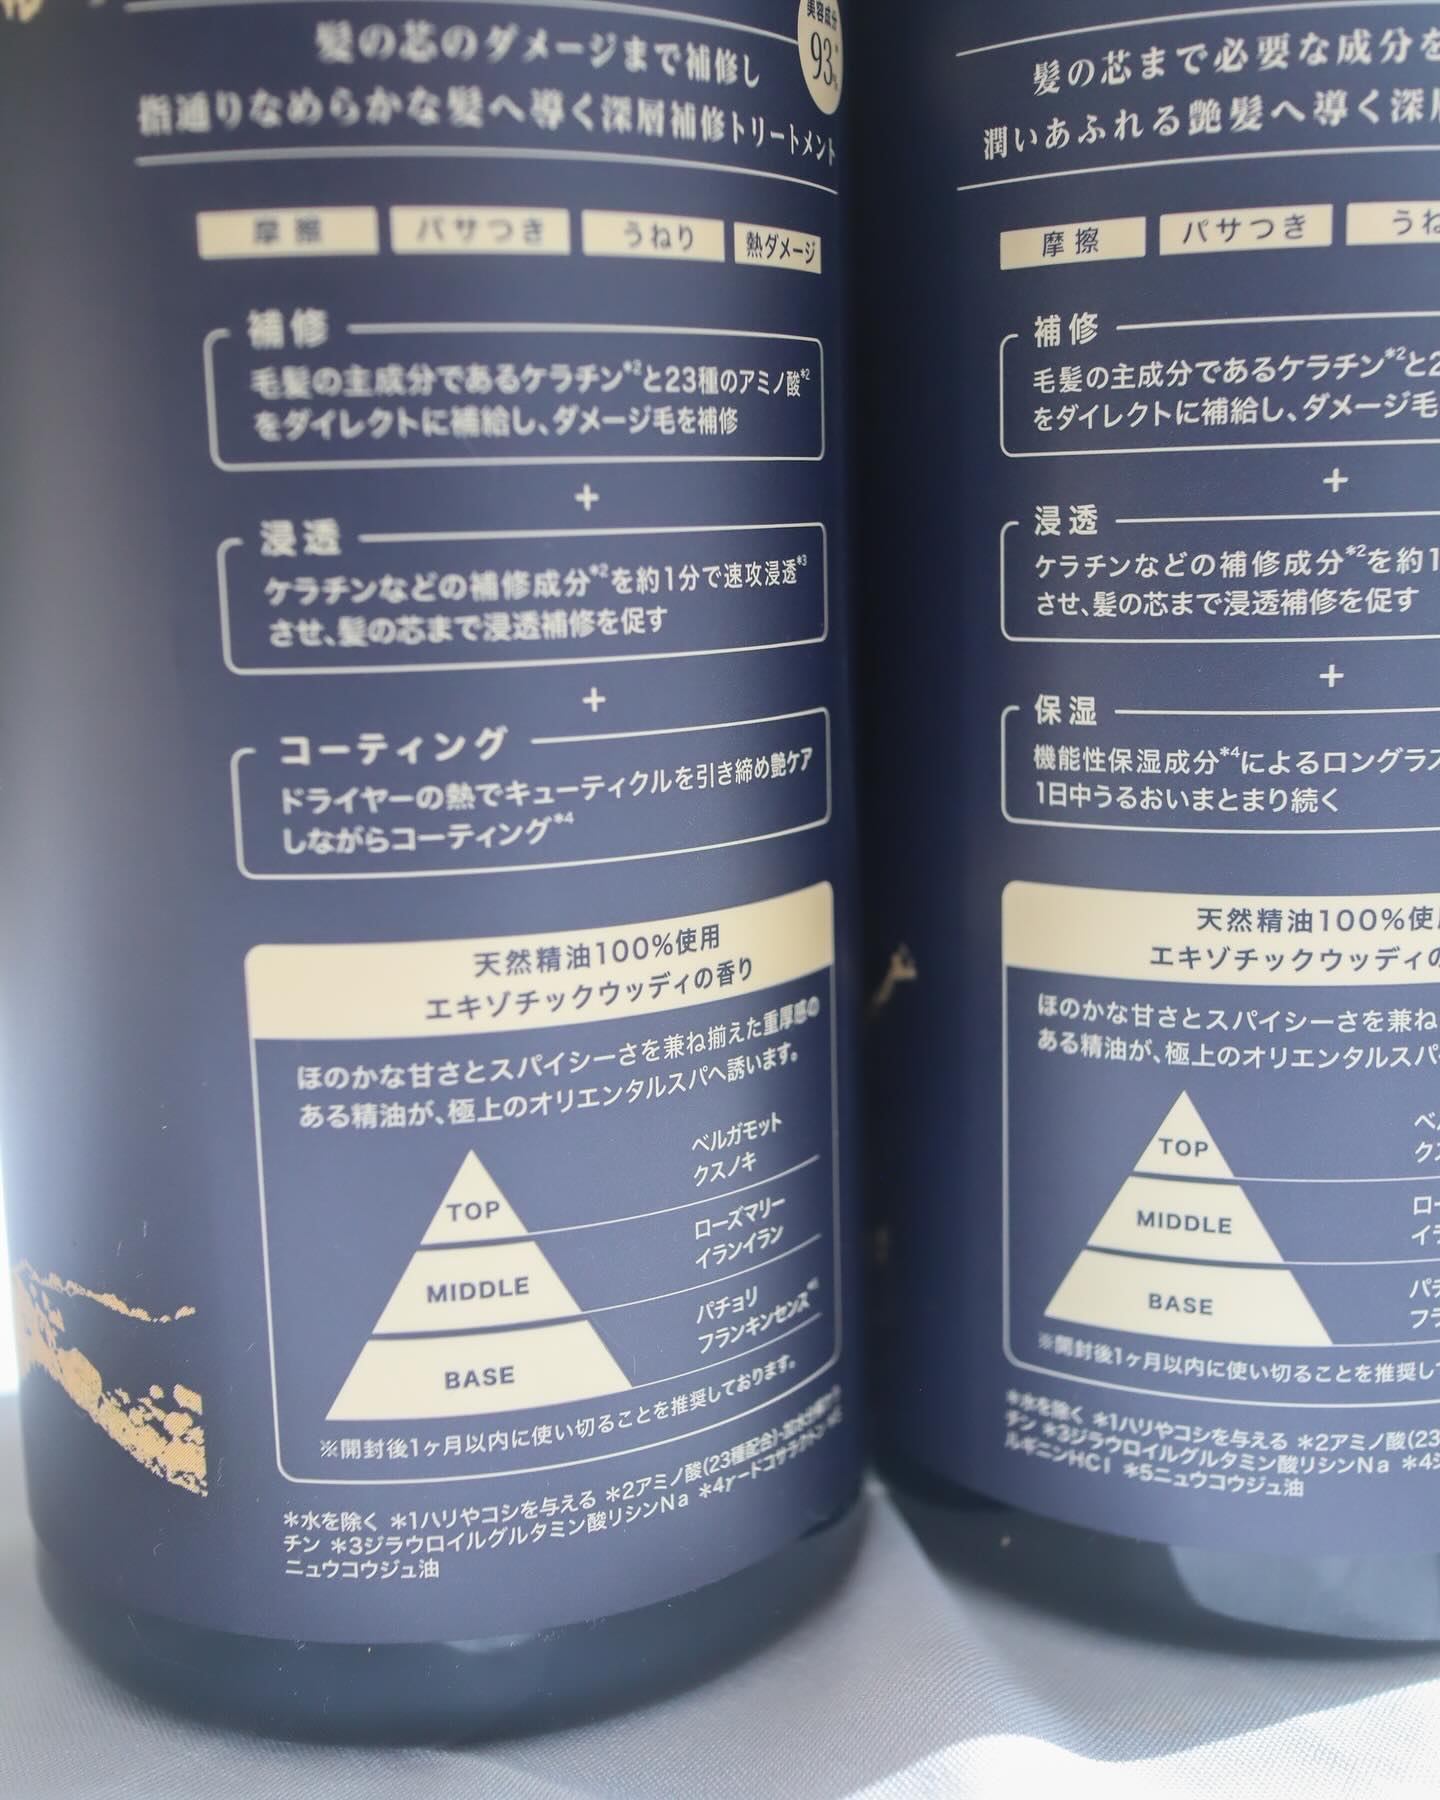 美容成分
93%
髪の芯のダメージまで補修し
指通りなめらかな髪へ導く深層補修トリートメント
摩擦
パサつき
うねり
熱ダメージ
補修
毛髪の主成分であるケラチン*2と23種のアミノ酸*2
をダイレクトに補給し、ダメージ毛を補修
+
浸透
ケラチンなどの補修成分*2を約1分で速攻浸透*3
させ、髪の芯まで浸透補修を促す
+
コーティング
ドライヤーの熱でキューティクルを引き締め艶ケア
しながらコーティング*4
天然精油100%使用
エキゾチックウッディの香り
ほのかな甘さとスパイシーさを兼ね揃えた重厚感の
ある精油が、極上のオリエンタルスパへ誘います。
TOP
ベルガモット
クスノキ
MIDDLE
ローズマリー
イランイラン
BASE
パチョリ
フランキンセンス*5
※開封後1ヶ月以内に使い切ることを推奨しております。
*水を除く *1ハリやコシを与える *2アミノ酸(23種配合)・加水分解ケラ
チン *3ジラウロイルグルタミン酸リシンNa *4γ-ドコサラクトン *5
ニュウコウジュ油
髪の芯まで必要な成分を
潤いあふれる艶髪へ導く深
摩擦
パサつき
うね
補修
毛髪の主成分であるケラチン*2と2
をダイレクトに補給し、ダメージ毛
+
浸透
ケラチンなどの補修成分*2を約1
させ、髪の芯まで浸透補修を促す
+
保湿
機能性保湿成分*4によるロングラス
1日中うるおいまとまり続く
天然精油100%使
エキゾチックウッディの
ほのかな甘さとスパイシーさを兼ね
ある精油が、極上のオリエンタルスパ
TOP
ベ
クス
MIDDLE
ロー
イラ
BASE
パチ
フラ
※開封後1ヶ月以内に使い切ることを推奨し
*水を除く *1ハリやコシを与える *2アミノ酸(23
チン *3ジラウロイルグルタミン酸リシンNa *4
ルギニンHCl *5ニュウコウジュ油